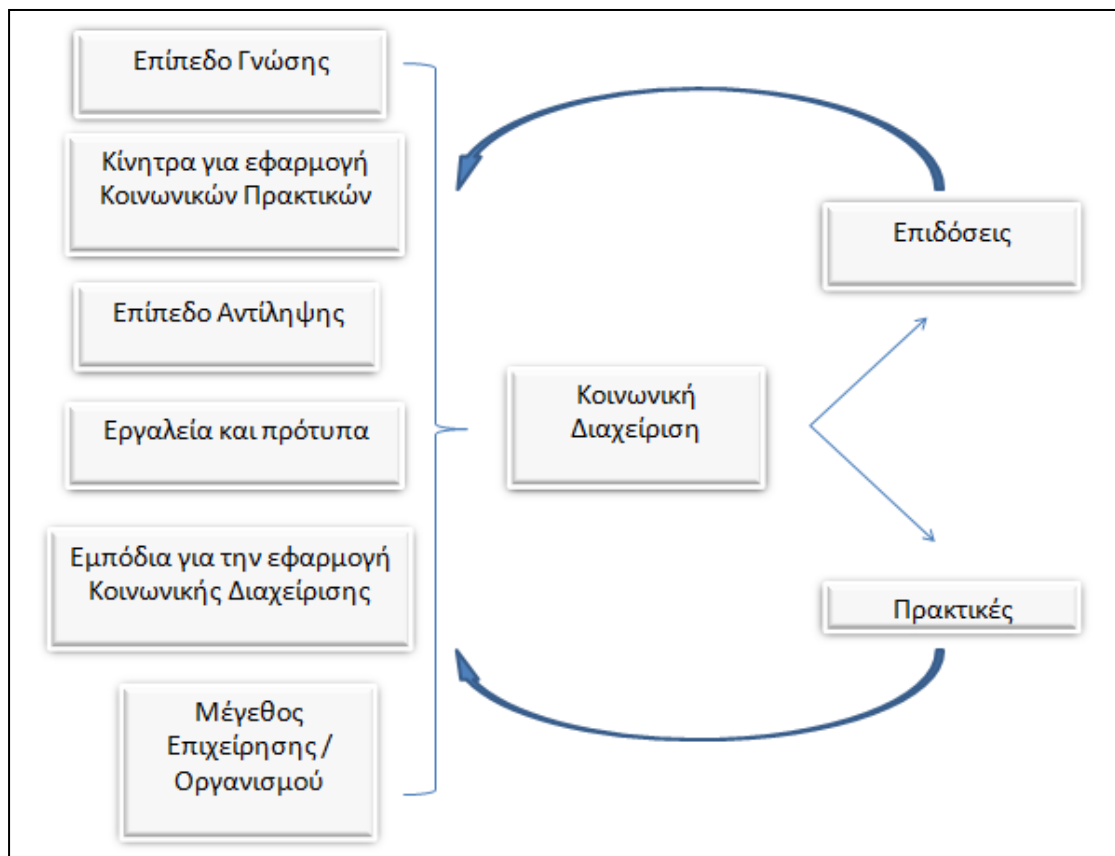 Επίπεδο Γνώσης
Κίνητρα για εφαρμογή
Κοινωνικών Πρακτικών
Επίπεδο Αντίληψης
Εργαλεία και πρότυπα
Εμπόδια για την εφαρμογή
Κοινωνικής Διαχείρισης
Μέγεθος
Επιχείρησης /
Οργανισμού
Κοινωνική
Διαχείριση
Επιδόσεις
Πρακτικές